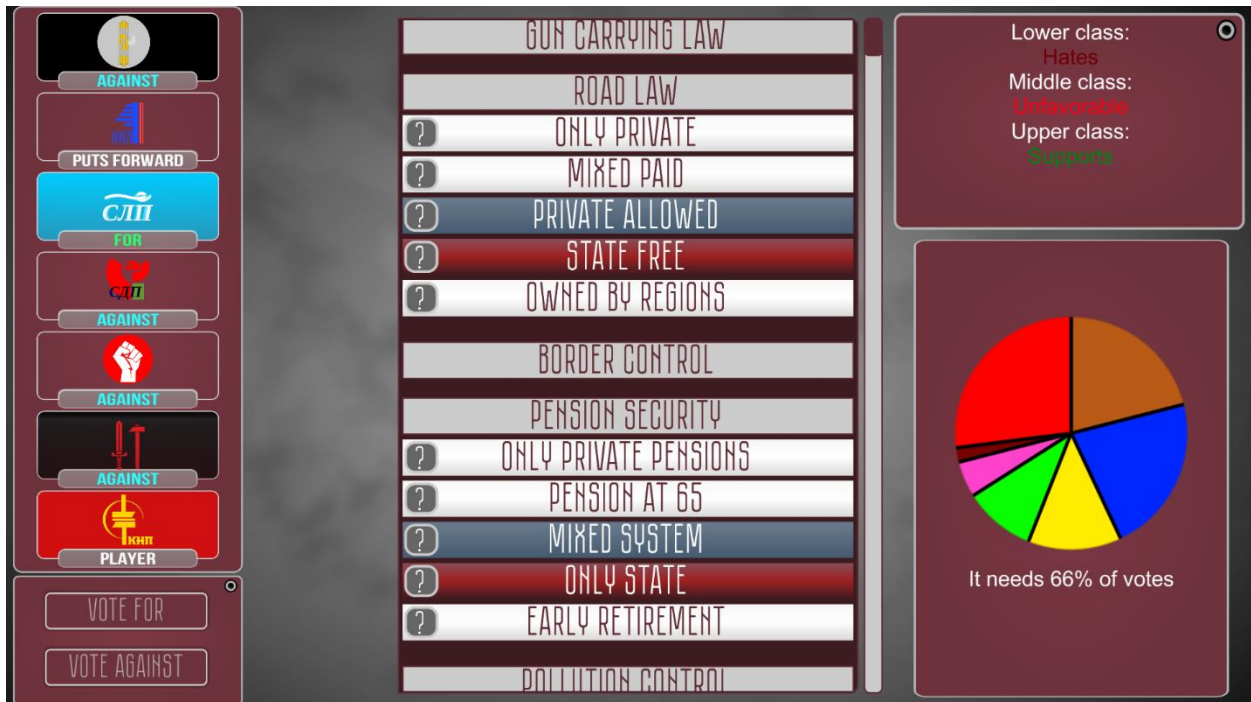 AGAINST
НКП
PUTS FORWARD
СЛП
FOR
СДП
AGAINST
AGAINST
AGAINST
КНП
PLAYER
VOTE FOR
VOTE AGAINST
GUN CARRYING LAW
ROAD LAW
? ONLY PRIVATE
? MIXED PAID
? PRIVATE ALLOWED
? STATE FREE
? OWNED BY REGIONS
BORDER CONTROL
PENSION SECURITY
? ONLY PRIVATE PENSIONS
? PENSION AT 65
? MIXED SYSTEM
? ONLY STATE
? EARLY RETIREMENT
POLLUTION CONTROL
Lower class:
Hates
Middle class:
Unfavorable
Upper class:
Supports
It needs 66% of votes